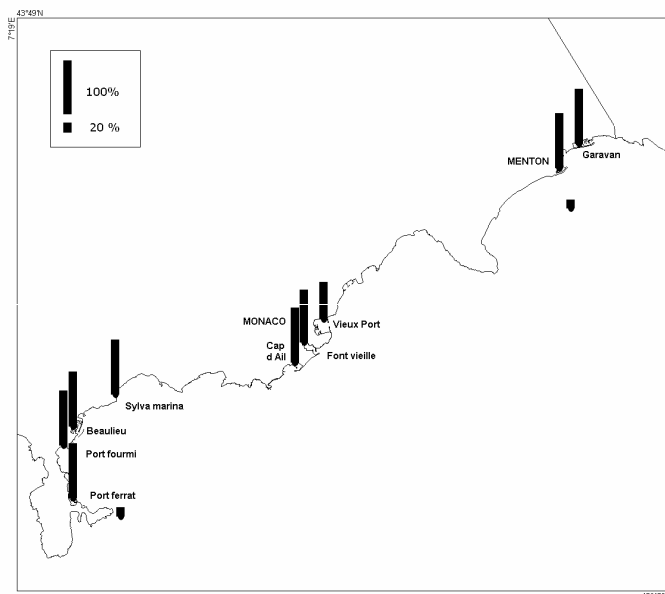 43°49'N
7°19'E
100%
20 %
MENTON
Garavan
MONACO
Vieux Port
Cap
d Ail
Font vieille
Sylva marina
Beaulieu
Port fourmi
Port ferrat